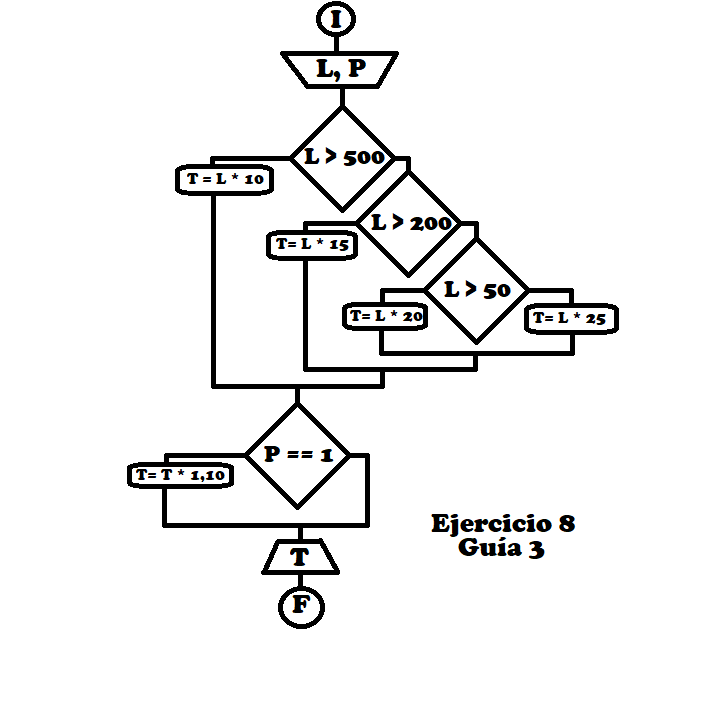 I
L, P
L > 500
T = L * 10
L > 200
T= L * 15
L > 50
T= L * 20
T= L * 25
P == 1
T= T * 1,10
Ejercicio 8
Guía 3
T
F